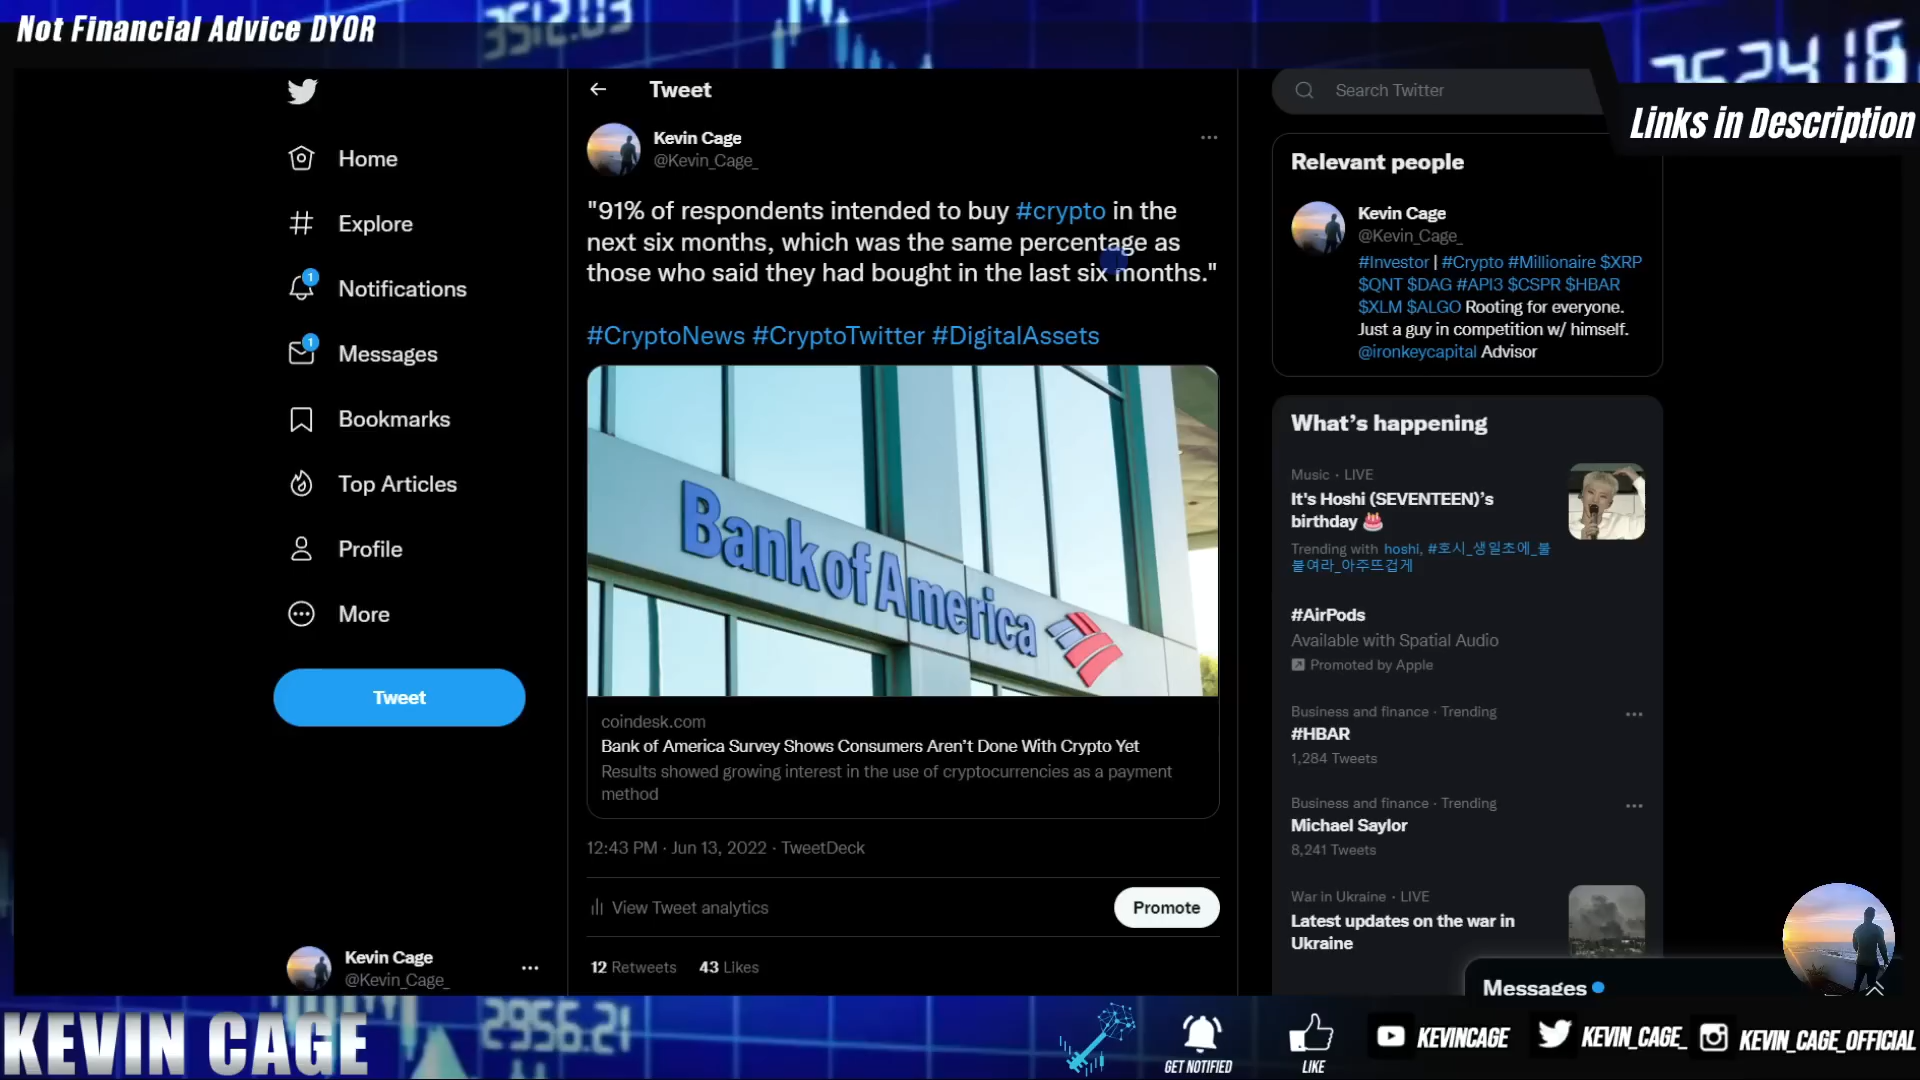 Not Financial Advice DYOR
3512.03
Links in Description
Home
Explore
1
Notifications
1
Messages
Bookmarks
Top Articles
Profile
More
Tweet
Kevin Cage
@Kevin_Cage_
Tweet
Kevin Cage
@Kevin_Cage_
"91% of respondents intended to buy #crypto in the
next six months, which was the same percentage as
those who said they had bought in the last six months."
#CryptoNews #CryptoTwitter #DigitalAssets
Bank of America
coindesk.com
Bank of America Survey Shows Consumers Aren't Done With Crypto Yet
Results showed growing interest in the use of cryptocurrencies as a payment
method
12:43 PM · Jun 13, 2022 · TweetDeck
View Tweet analytics
Promote
12 Retweets 43 Likes
Search Twitter
Relevant people
Kevin Cage
@Kevin_Cage_
#Investor | #Crypto #Millionaire $XRP
$QNT $DAG #API3 $CSPR $HBAR
$XLM $ALGO Rooting for everyone.
Just a guy in competition w/ himself.
@ironkeycapital Advisor
What's happening
Music · LIVE
It's Hoshi (SEVENTEEN)'s
birthday 🎂
Trending with hoshi, #호시_생일초에_불
붙여라_아주뜨겁게
#AirPods
Available with Spatial Audio
Promoted by Apple
Business and finance · Trending
#HBAR
1,284 Tweets
Business and finance · Trending
Michael Saylor
8,241 Tweets
War in Ukraine · LIVE
Latest updates on the war in
Ukraine
Messages
KEVIN CAGE
2956.21
GET NOTIFIED
LIKE
KEVINCAGE
KEVIN_CAGE_
KEVIN_CAGE_OFFICIAL